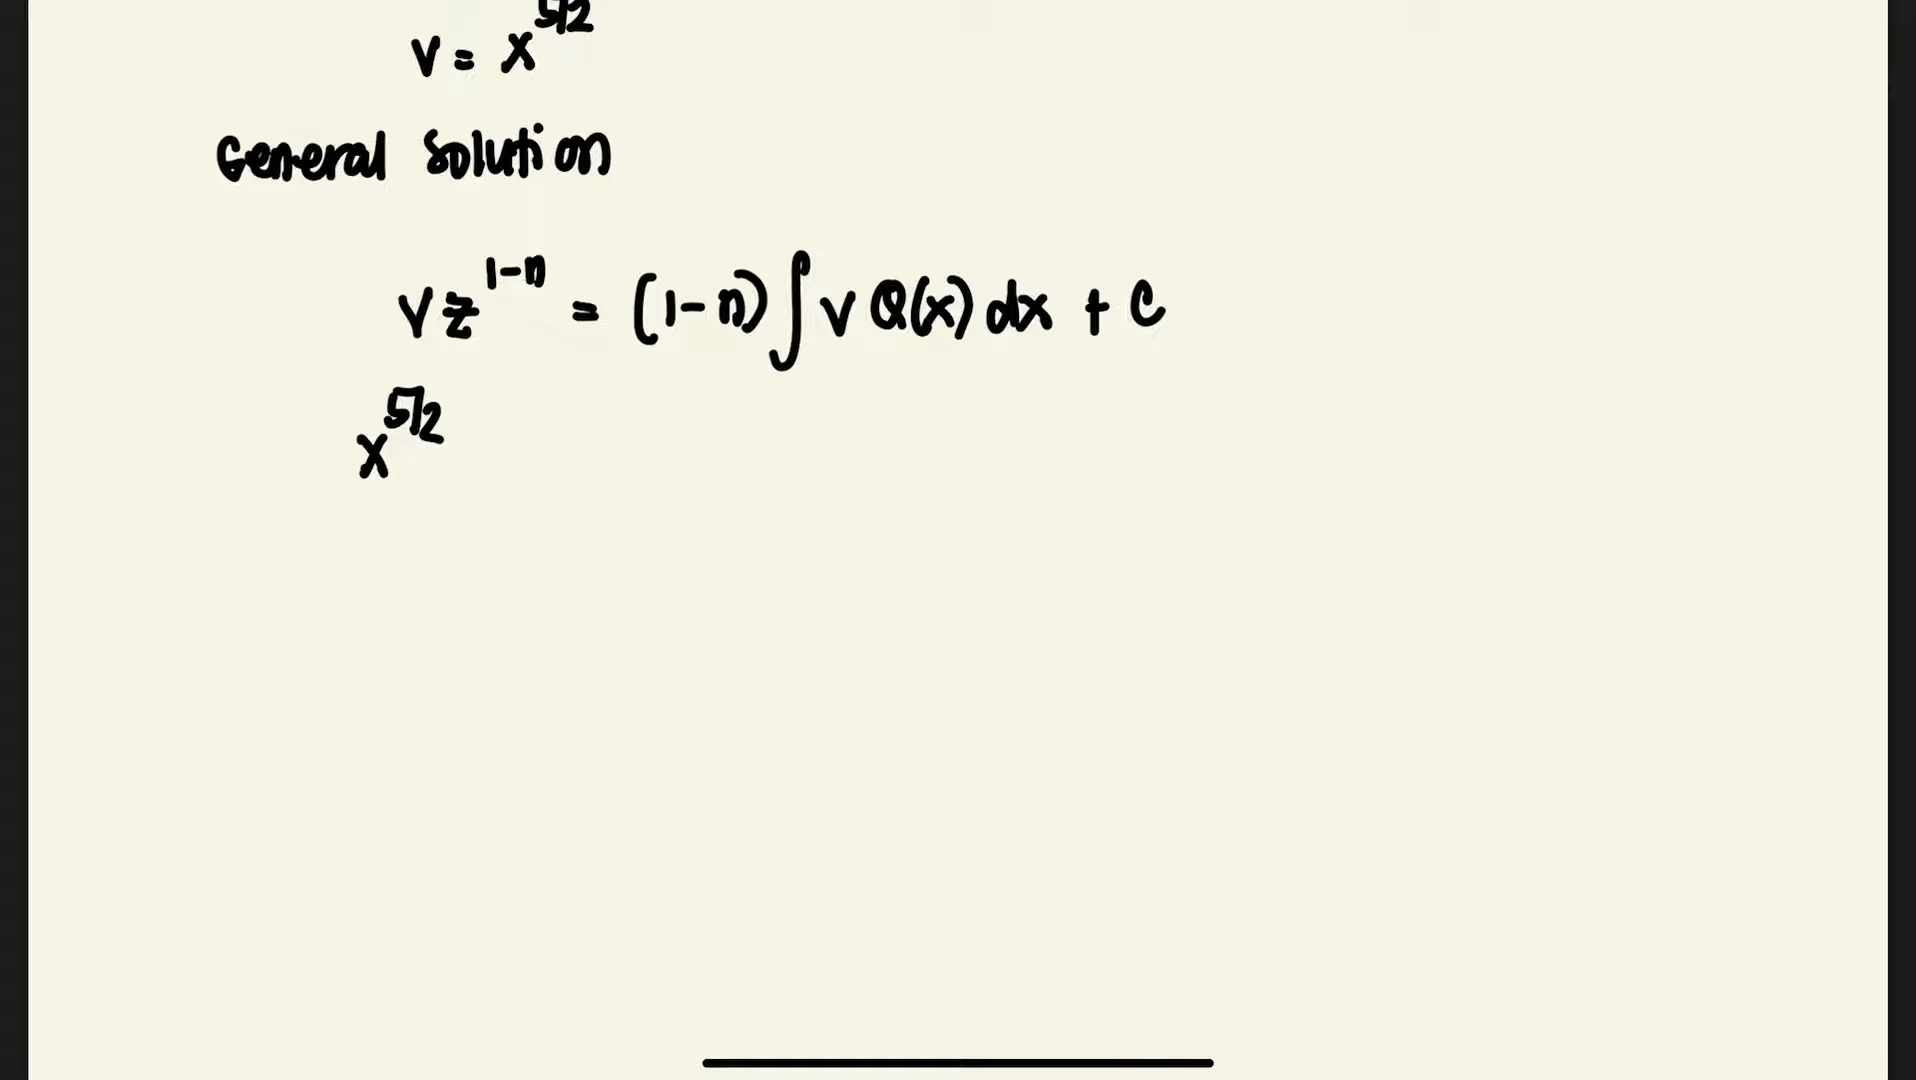 v = x^{5/2}
General Solution
v z^{1-n} = (1-n) ∫ v Q(x) dx + C
x^{5/2}